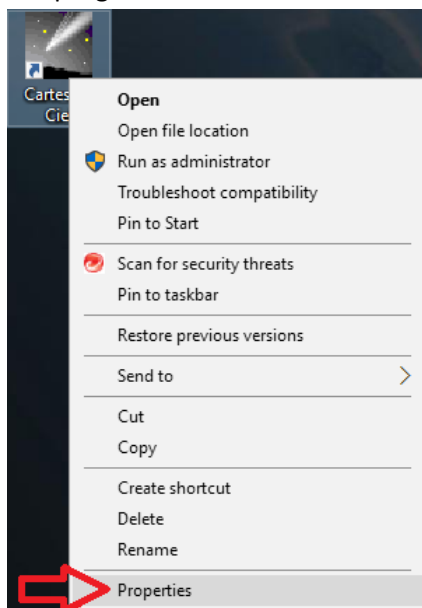 Cartes
Cie
Open
Open file location
Run as administrator
Troubleshoot compatibility
Pin to Start
Scan for security threats
Pin to taskbar
Restore previous versions
Send to
Cut
Copy
Create shortcut
Delete
Rename
Properties